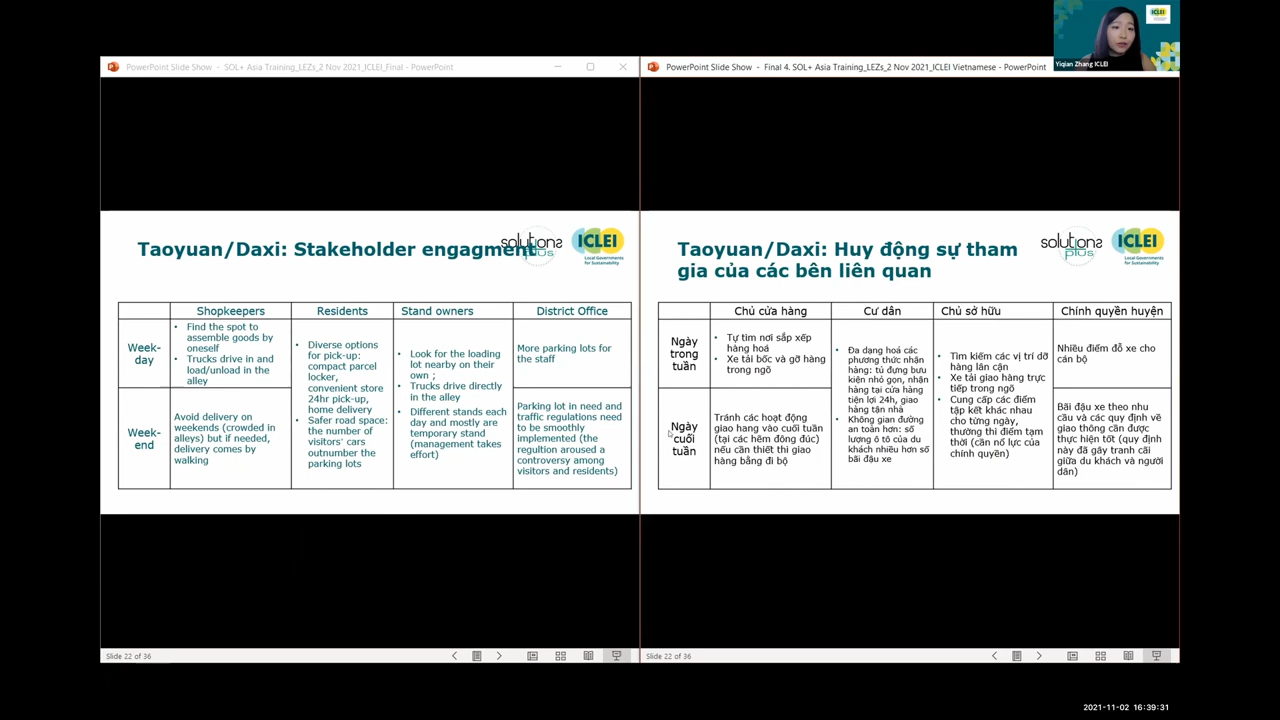 ICLEI
Yiqian Zhang ICLEI
PowerPoint Slide Show - SOL+ Asia Training_LEZs_2 Nov 2021_ICLEI_Final - PowerPoint
Taoyuan/Daxi: Stakeholder engagment
solutions
plus
ICLEI
Local Governments
for Sustainability
Shopkeepers
Residents
Stand owners
District Office
Week-
day
• Find the spot to
assemble goods by
oneself
• Trucks drive in and
load/unload in the
alley
• Diverse options
for pick-up:
compact parcel
locker,
convenient store
24hr pick-up,
home delivery
• Safer road space:
the number of
visitors' cars
outnumber the
parking lots
• Look for the loading
lot nearby on their
own ;
• Trucks drive directly
in the alley
• Different stands each
day and mostly are
temporary stand
(management takes
effort)
More parking lots for
the staff
Week-
end
Avoid delivery on
weekends (crowded in
alleys) but if needed,
delivery comes by
walking
Parking lot in need and
traffic regulations need
to be smoothly
implemented (the
regultion aroused a
controversy among
visitors and residents)
Slide 22 of 36
PowerPoint Slide Show - Final 4. SOL+ Asia Training_LEZs_2 Nov 2021_ICLEI Vietnamese - PowerPoint
Taoyuan/Daxi: Huy động sự tham
gia của các bên liên quan
solutions
plus
ICLEI
Local Governments
for Sustainability
Chủ cửa hàng
Cư dân
Chủ sở hữu
Chính quyền huyện
Ngày
trong
tuần
• Tự tìm nơi sắp xếp
hàng hoá
• Xe tải bốc và gỡ hàng
trong ngõ
• Đa dạng hoá các
phương thức nhận
hàng: tủ đựng bưu
kiện nhỏ gọn, nhận
hàng tại cửa hàng
tiện lợi 24h, giao
hàng tận nhà
• Không gian đường
an toàn hơn: số
lượng ô tô của du
khách nhiều hơn số
bãi đậu xe
• Tìm kiếm các vị trí dỡ
hàng lân cận
• Xe tải giao hàng trực
tiếp trong ngõ
• Cung cấp các điểm
tập kết khác nhau
cho từng ngày,
thường thì điểm tạm
thời (cần nổ lực của
chính quyền)
Nhiều điểm đỗ xe cho
cán bộ
Ngày
cuối
tuần
Tránh các hoạt động
giao hang vào cuối tuần
(tại các hẽm đông đúc)
nếu cần thiết thi giao
hàng bằng đi bộ
Bãi đậu xe theo nhu
cầu và các quy định về
giao thông cần được
thực hiện tốt (quy định
này đã gây tranh cãi
giữa du khách và người
dân)
Slide 22 of 36
2021-11-02 16:39:31